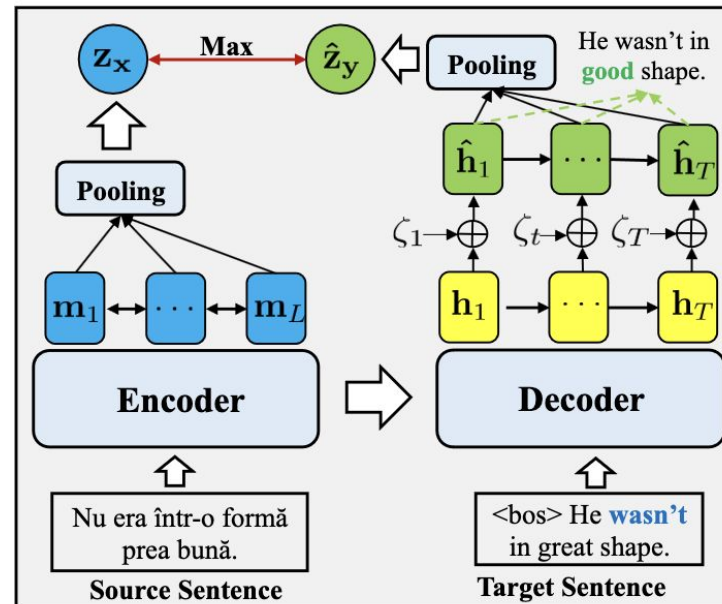 z_x
Max
ẑ_y
Pooling
He wasn't in
good shape.
Pooling
ĥ_1
· · ·
ĥ_T
ζ_1
ζ_t
ζ_T
m_1
· · ·
m_L
h_1
· · ·
h_T
Encoder
Decoder
Nu era într-o formă
prea bună.
Source Sentence
<bos> He wasn't
in great shape.
Target Sentence